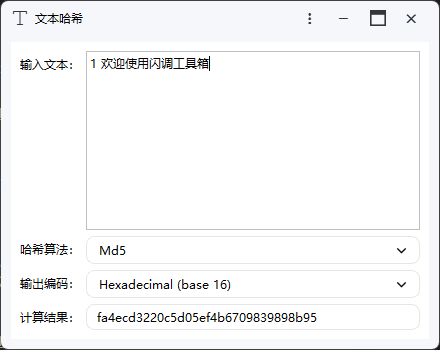 文本哈希
输入文本:
1 欢迎使用闪调工具箱
哈希算法: Md5
输出编码: Hexadecimal (base 16)
计算结果: fa4ecd3220c5d05ef4b6709839898b95